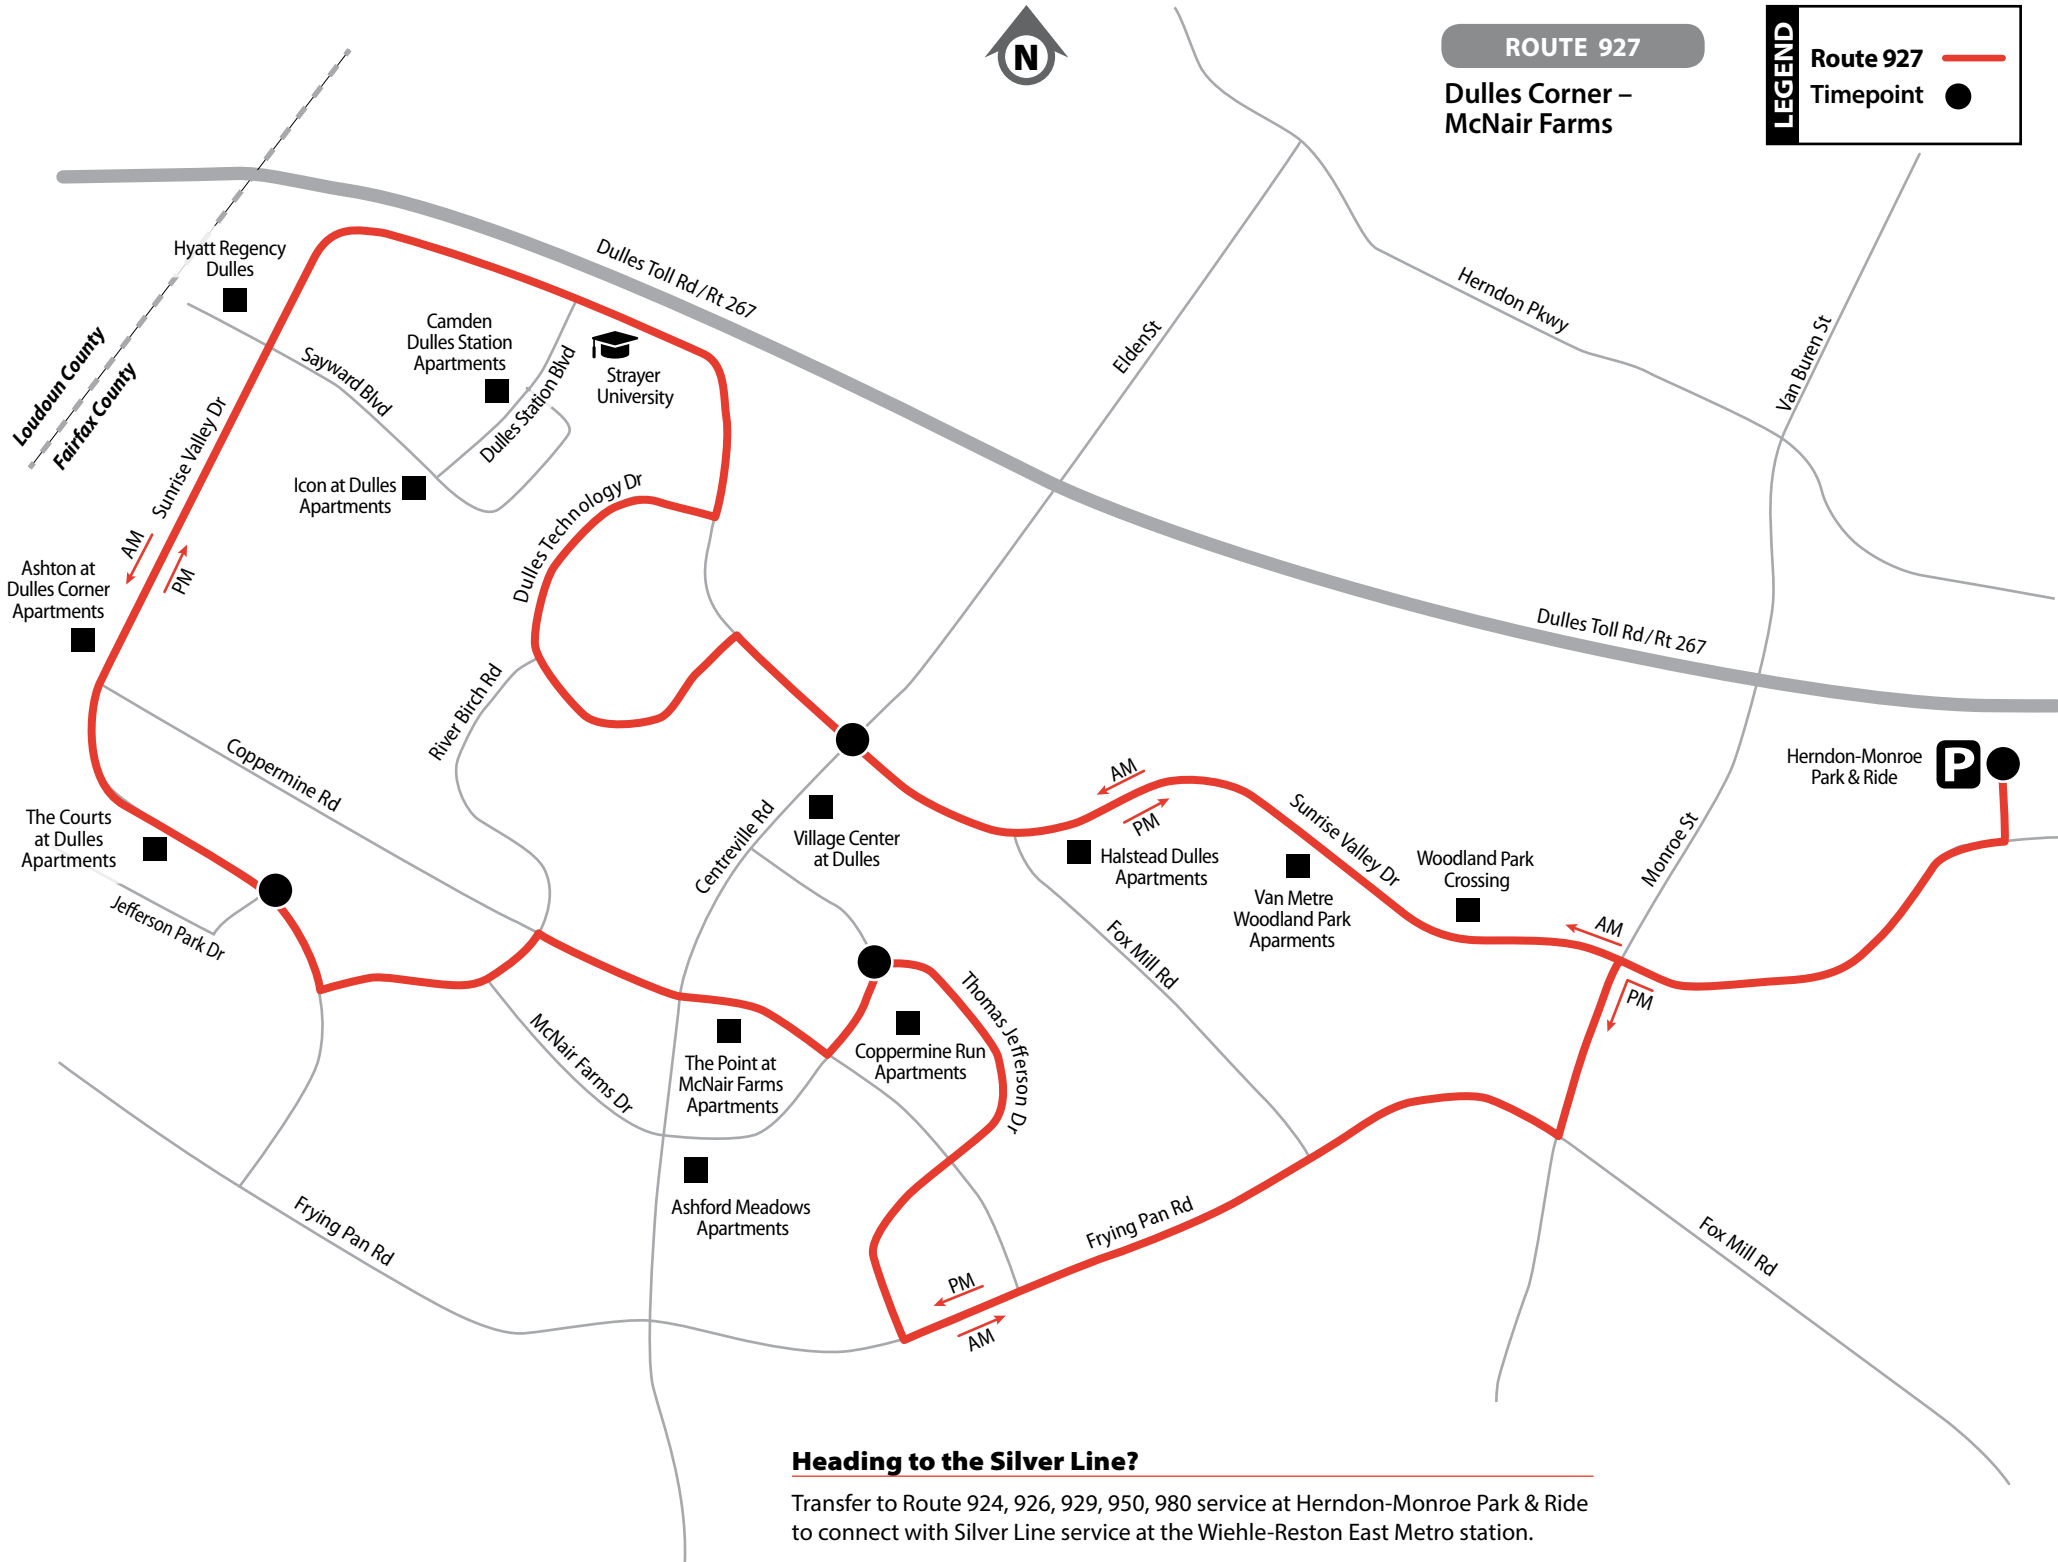 N
ROUTE 927
Dulles Corner –
McNair Farms
LEGEND
Route 927
Timepoint
Hyatt Regency
Dulles
Dulles Toll Rd / Rt 267
Herndon Pkwy
EldenSt
Van Buren St
Loudoun County
Fairfax County
Sayward Blvd
Camden
Dulles Station
Apartments
Dulles Station Blvd
Strayer
University
Sunrise Valley Dr
AM
PM
Icon at Dulles
Apartments
Dulles Technology Dr
Ashton at
Dulles Corner
Apartments
Dulles Toll Rd / Rt 267
River Birch Rd
Coppermine Rd
The Courts
at Dulles
Apartments
Jefferson Park Dr
Centreville Rd
Village Center
at Dulles
AM
PM
Halstead Dulles
Apartments
Sunrise Valley Dr
Van Metre
Woodland Park
Aparments
Woodland Park
Crossing
Monroe St
Herndon-Monroe
Park & Ride
P
AM
PM
Fox Mill Rd
Thomas Jefferson Dr
McNair Farms Dr
The Point at
McNair Farms
Apartments
Coppermine Run
Apartments
Ashford Meadows
Apartments
Frying Pan Rd
Frying Pan Rd
PM
AM
Fox Mill Rd
Heading to the Silver Line?
Transfer to Route 924, 926, 929, 950, 980 service at Herndon-Monroe Park & Ride
to connect with Silver Line service at the Wiehle-Reston East Metro station.